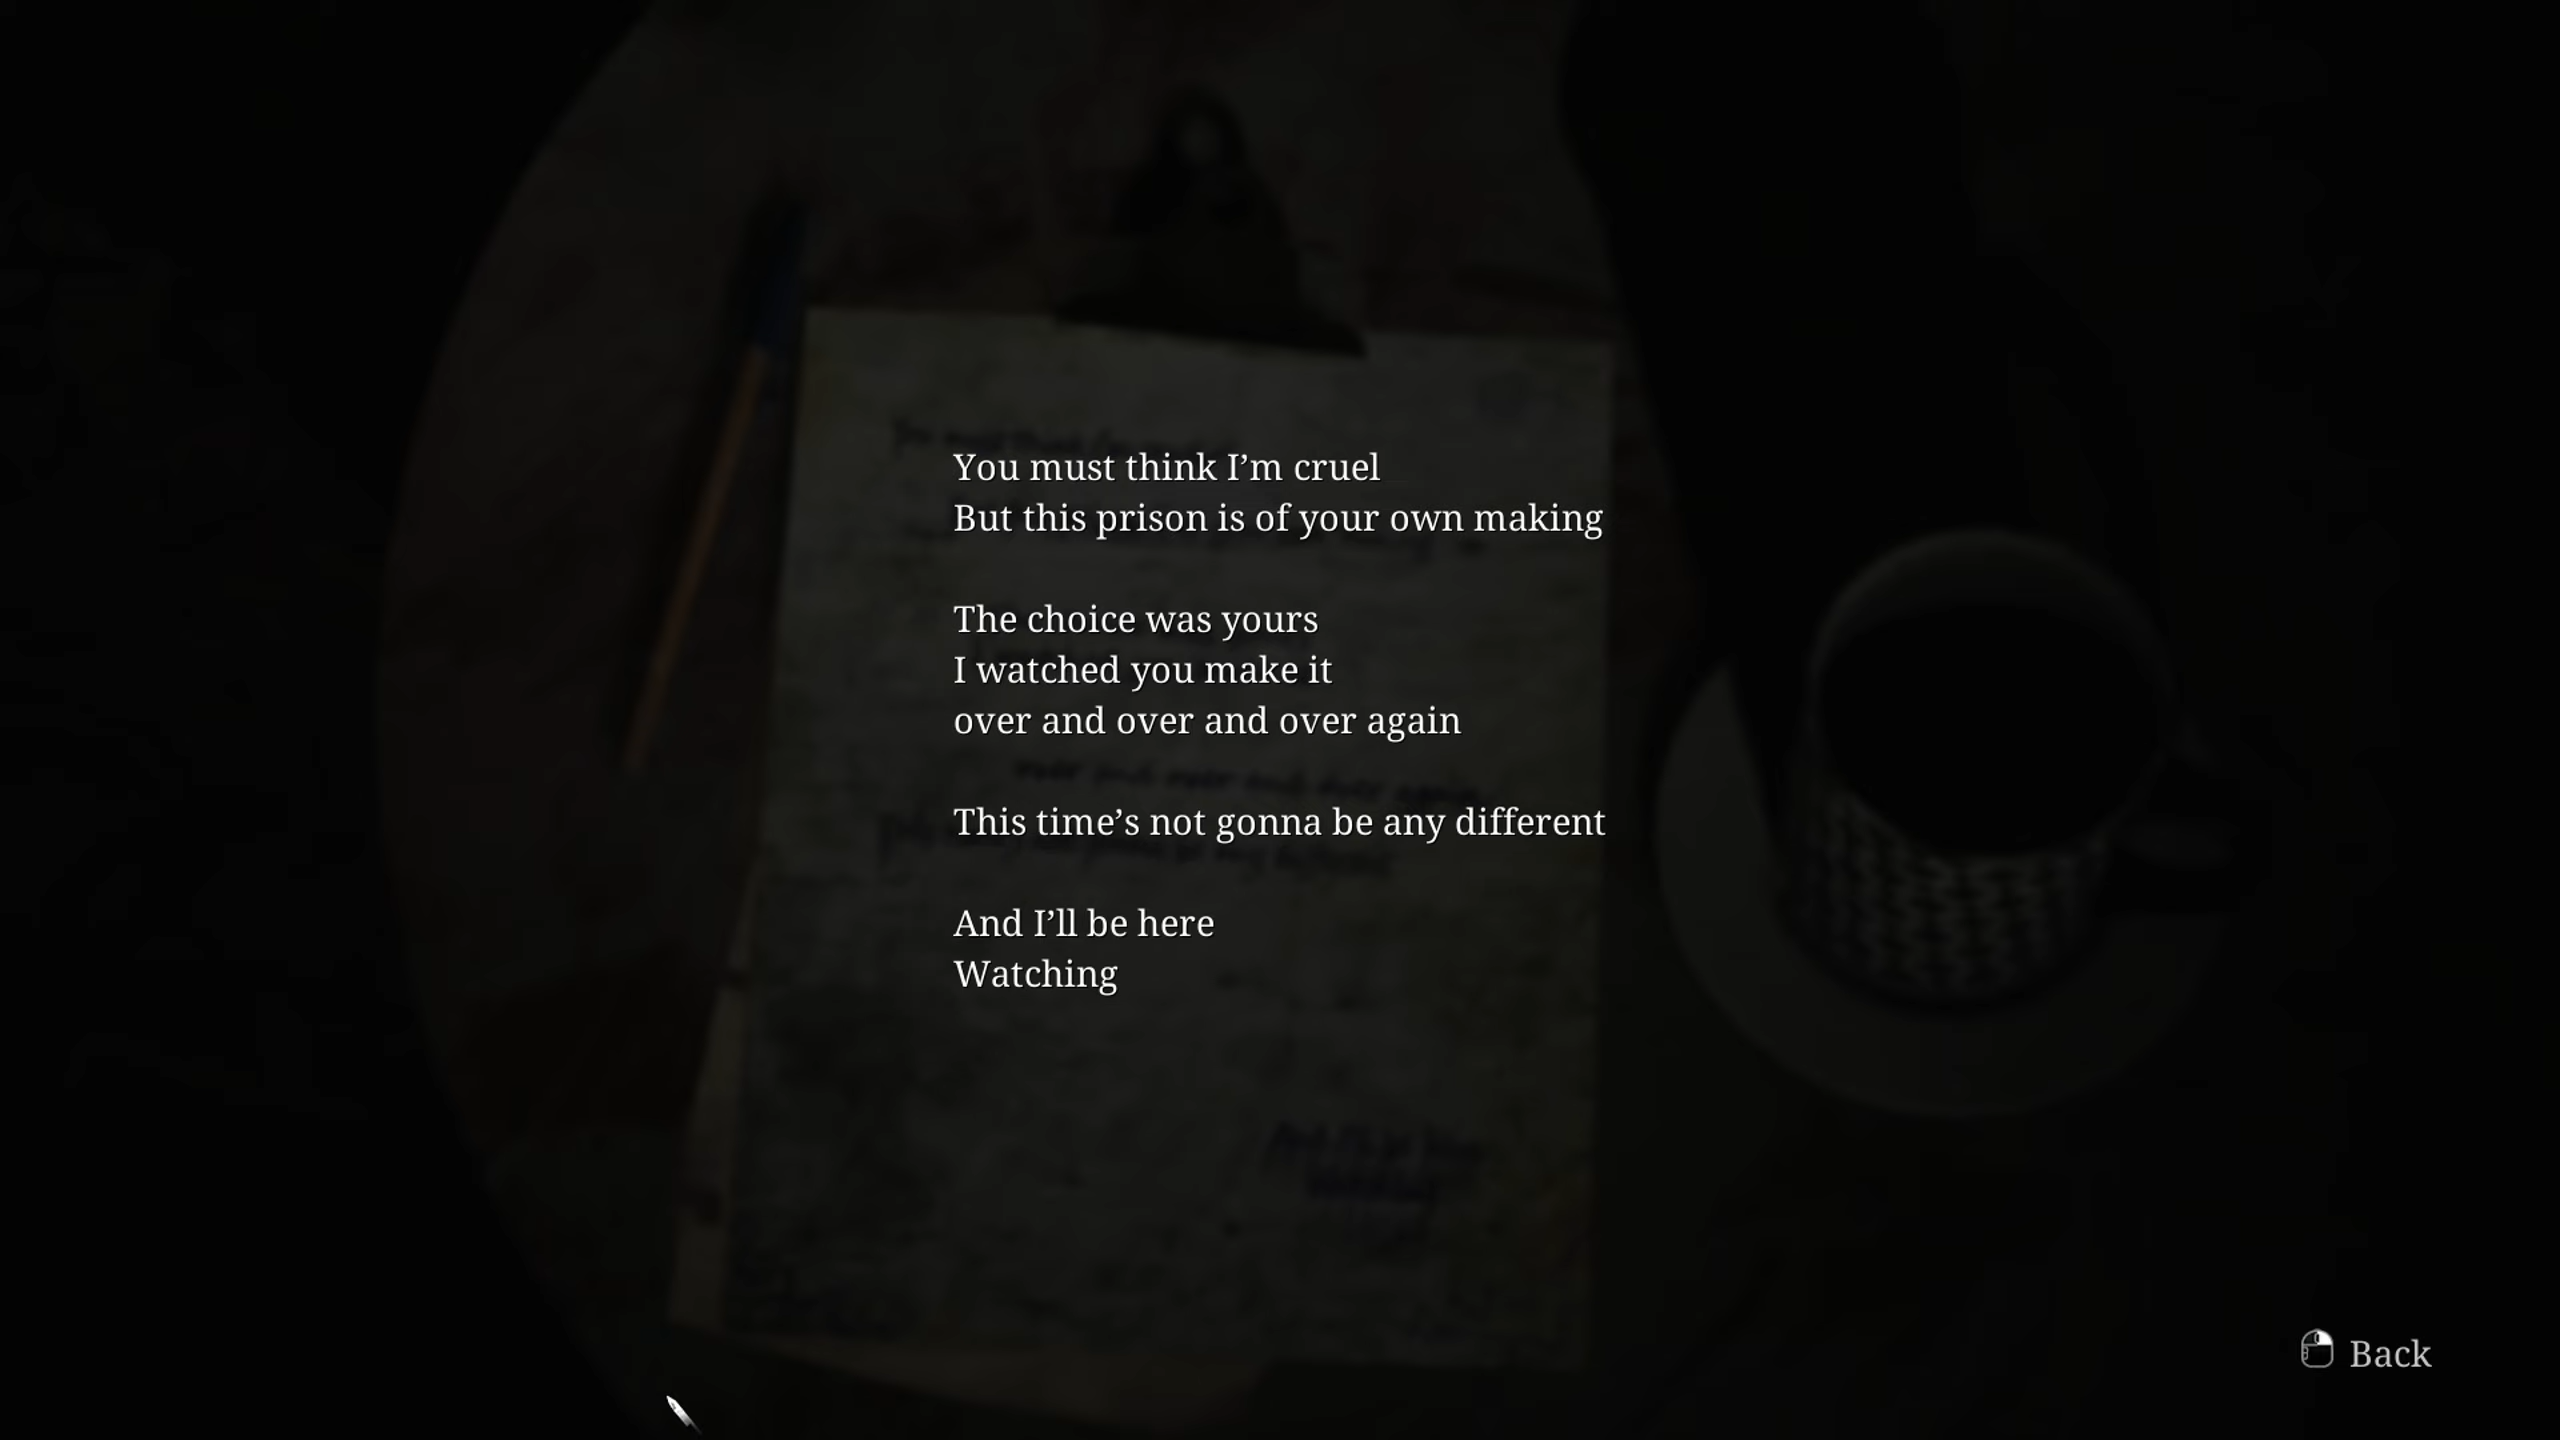 You must think I’m cruel
But this prison is of your own making
The choice was yours
I watched you make it
over and over and over again
This time’s not gonna be any different
And I’ll be here
Watching
Back